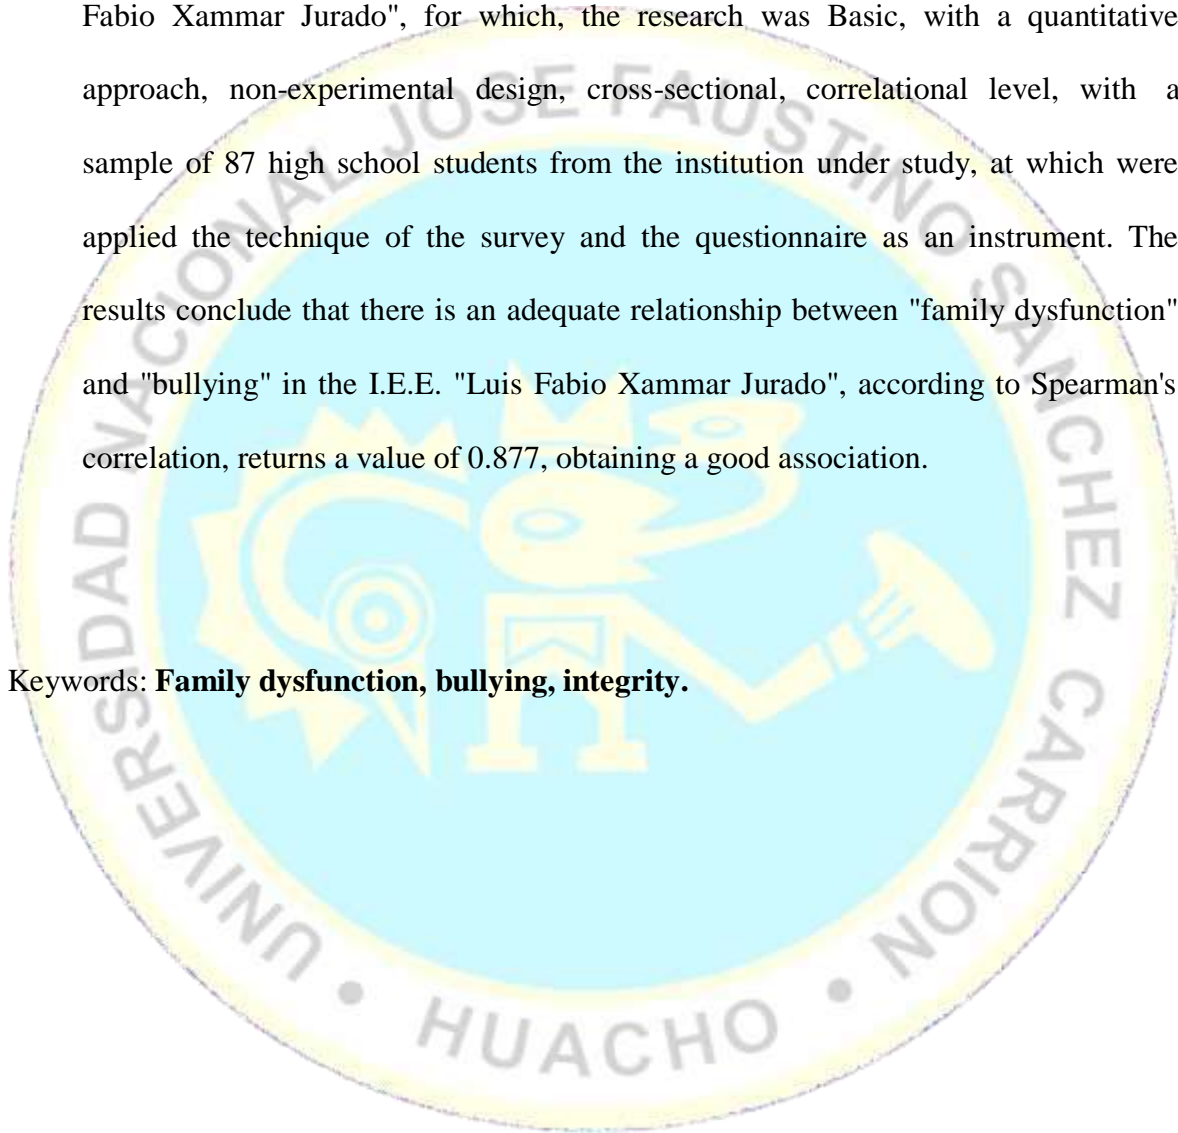 Fabio Xammar Jurado", for which, the research was Basic, with a quantitative
approach, non-experimental design, cross-sectional, correlational level, with a
sample of 87 high school students from the institution under study, at which were
applied the technique of the survey and the questionnaire as an instrument. The
results conclude that there is an adequate relationship between "family dysfunction"
and "bullying" in the I.E.E. "Luis Fabio Xammar Jurado", according to Spearman's
correlation, returns a value of 0.877, obtaining a good association.
Keywords: Family dysfunction, bullying, integrity.
UNIVERSIDAD NACIONAL JOSE FAUSTINO SANCHEZ CARRION • HUACHO •